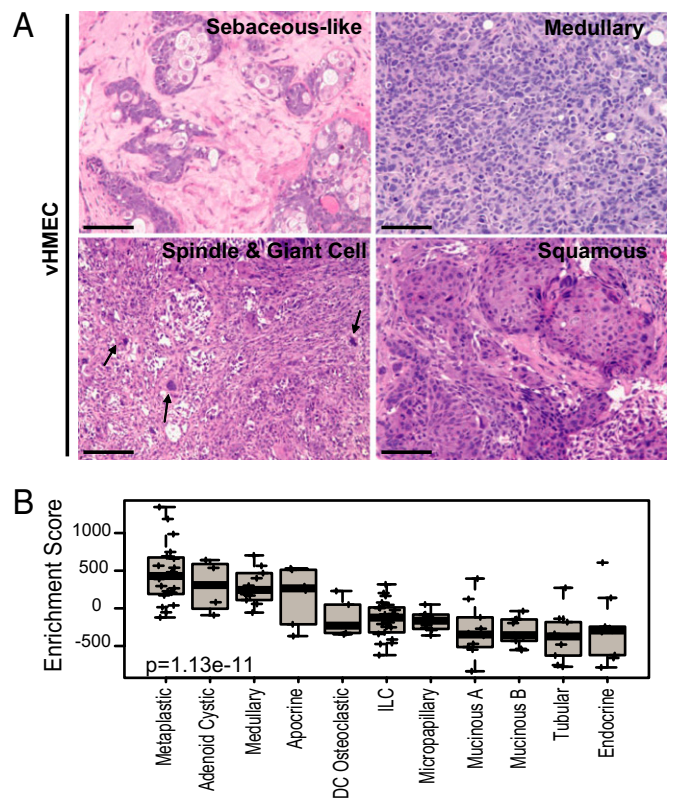 A
Sebaceous-like
Medullary
vHMEC
Spindle & Giant Cell
Squamous
B
Enrichment Score
1000
500
0
-500
p=1.13e-11
Metaplastic
Adenoid Cystic
Medullary
Apocrine
DC Osteoclastic
ILC
Micropapillary
Mucinous A
Mucinous B
Tubular
Endocrine